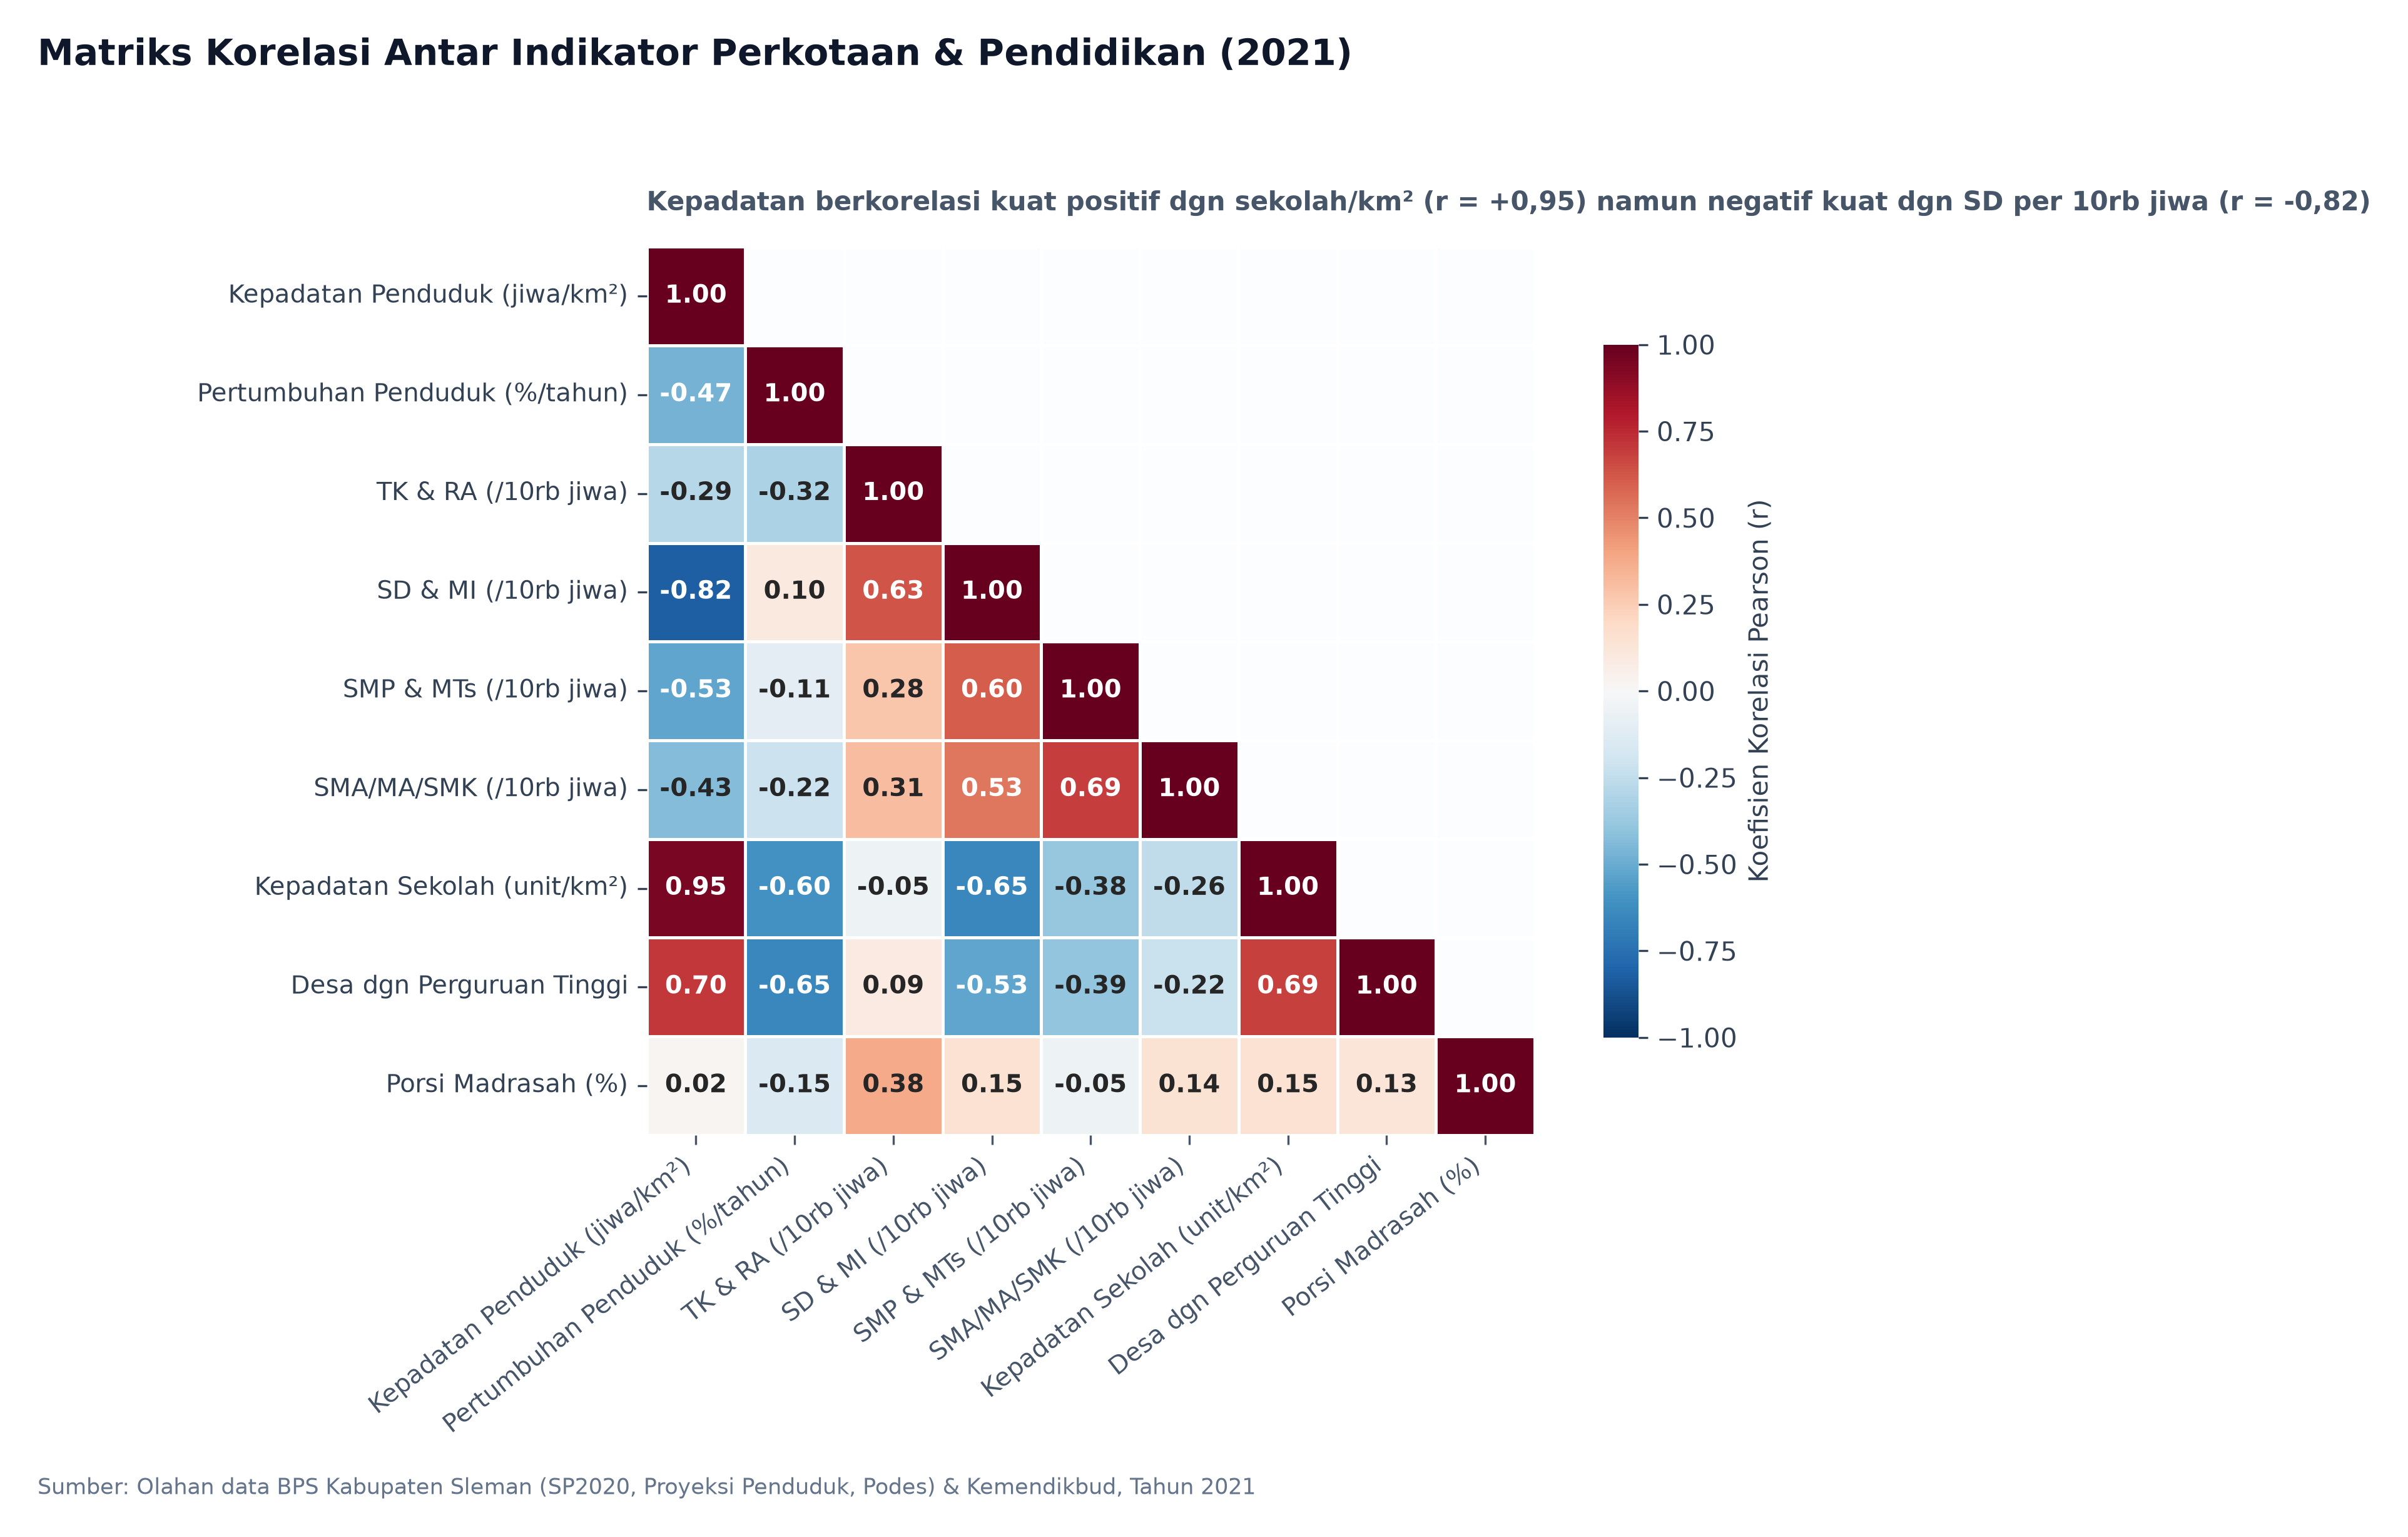 Matriks Korelasi Antar Indikator Perkotaan & Pendidikan (2021)
Kepadatan berkorelasi kuat positif dgn sekolah/km² (r = +0,95) namun negatif kuat dgn SD per 10rb jiwa (r = -0,82)
Kepadatan Penduduk (jiwa/km²) 1.00
Pertumbuhan Penduduk (%/tahun) -0.47 1.00
TK & RA (/10rb jiwa) -0.29 -0.32 1.00
SD & MI (/10rb jiwa) -0.82 0.10 0.63 1.00
SMP & MTs (/10rb jiwa) -0.53 -0.11 0.28 0.60 1.00
SMA/MA/SMK (/10rb jiwa) -0.43 -0.22 0.31 0.53 0.69 1.00
Kepadatan Sekolah (unit/km²) 0.95 -0.60 -0.05 -0.65 -0.38 -0.26 1.00
Desa dgn Perguruan Tinggi 0.70 -0.65 0.09 -0.53 -0.39 -0.22 0.69 1.00
Porsi Madrasah (%) 0.02 -0.15 0.38 0.15 -0.05 0.14 0.15 0.13 1.00
Kepadatan Penduduk (jiwa/km²)
Pertumbuhan Penduduk (%/tahun)
TK & RA (/10rb jiwa)
SD & MI (/10rb jiwa)
SMP & MTs (/10rb jiwa)
SMA/MA/SMK (/10rb jiwa)
Kepadatan Sekolah (unit/km²)
Desa dgn Perguruan Tinggi
Porsi Madrasah (%)
1.00
0.75
0.50
0.25
0.00
−0.25
−0.50
−0.75
−1.00
Koefisien Korelasi Pearson (r)
Sumber: Olahan data BPS Kabupaten Sleman (SP2020, Proyeksi Penduduk, Podes) & Kemendikbud, Tahun 2021